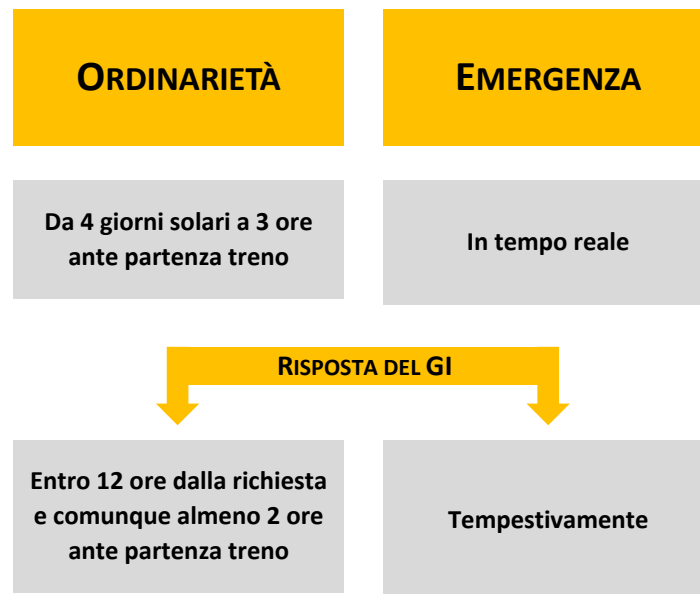 ORDINARIETÀ
EMERGENZA
Da 4 giorni solari a 3 ore
ante partenza treno
In tempo reale
RISPOSTA DEL GI
Entro 12 ore dalla richiesta
e comunque almeno 2 ore
ante partenza treno
Tempestivamente